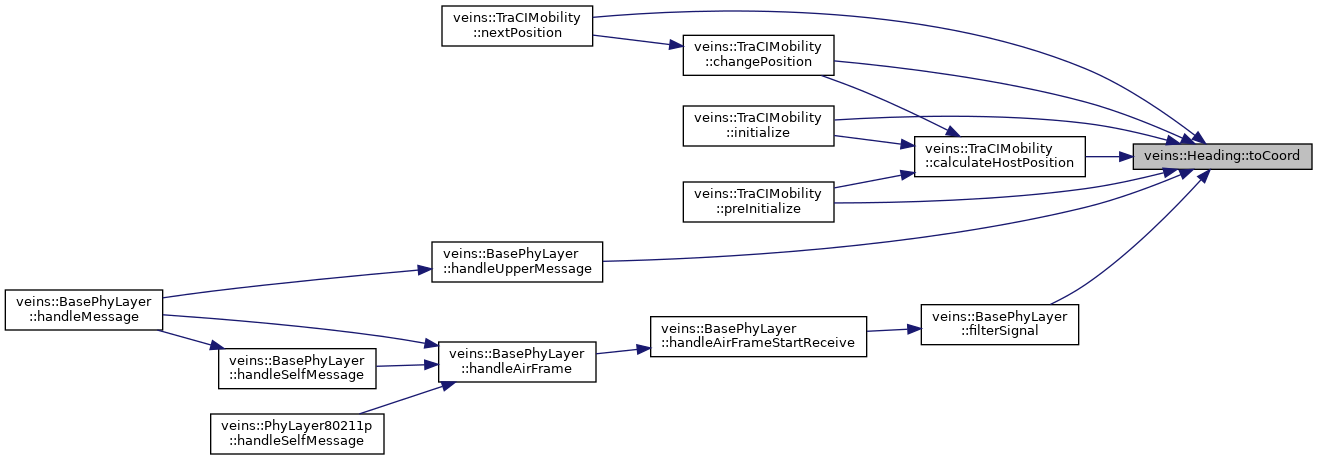 veins::TraCIMobility
::nextPosition
veins::TraCIMobility
::changePosition
veins::TraCIMobility
::initialize
veins::TraCIMobility
::calculateHostPosition
veins::Heading::toCoord
veins::TraCIMobility
::preInitialize
veins::BasePhyLayer
::handleUpperMessage
veins::BasePhyLayer
::handleMessage
veins::BasePhyLayer
::filterSignal
veins::BasePhyLayer
::handleAirFrameStartReceive
veins::BasePhyLayer
::handleAirFrame
veins::BasePhyLayer
::handleSelfMessage
veins::PhyLayer80211p
::handleSelfMessage